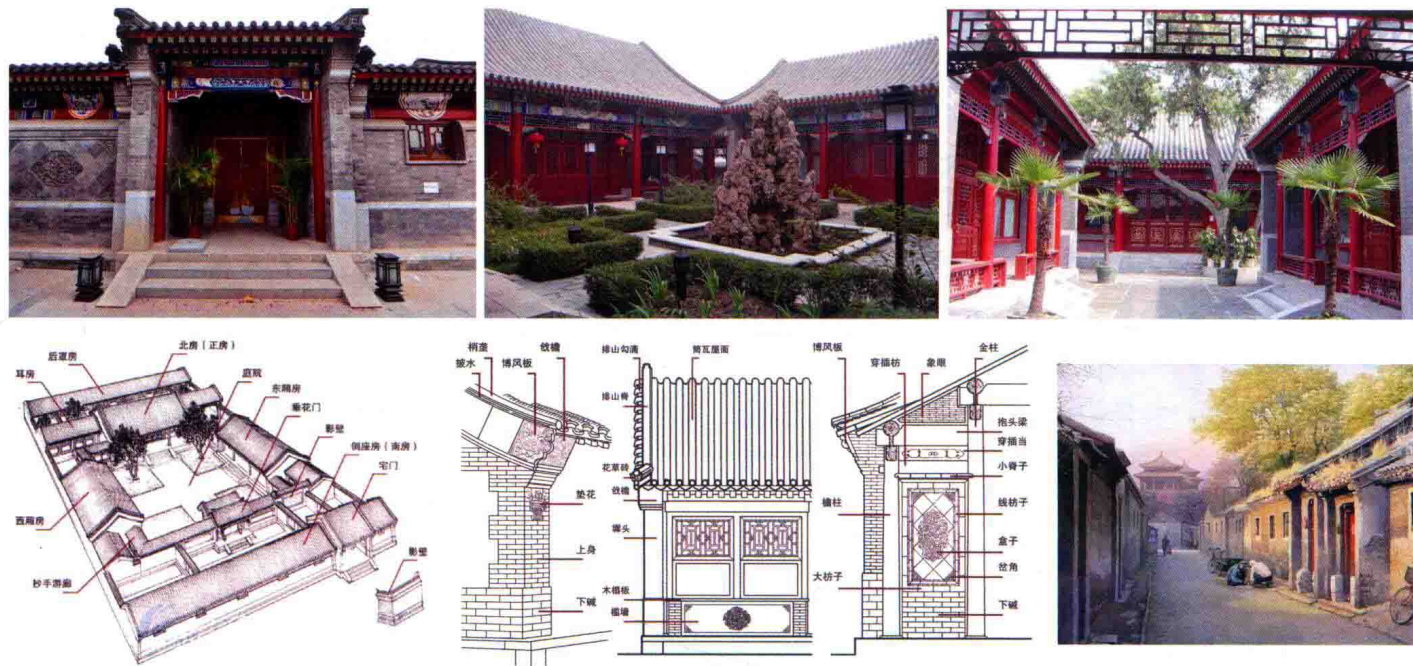 北房（正房）
后罩房
庭院
耳房
东厢房
垂花门
影壁
倒座房（南房）
宅门
西厢房
抄手游廊
影壁
梢垄
戗檐
披水
博风板
垫花
上身
下碱
排山勾滴
筒瓦屋面
排山脊
花草砖
戗檐
墀头
木榻板
槛墙
博风板
穿插枋
象眼
金柱
抱头梁
穿插当
小脊子
檐柱
线枋子
盒子
大枋子
岔角
下碱